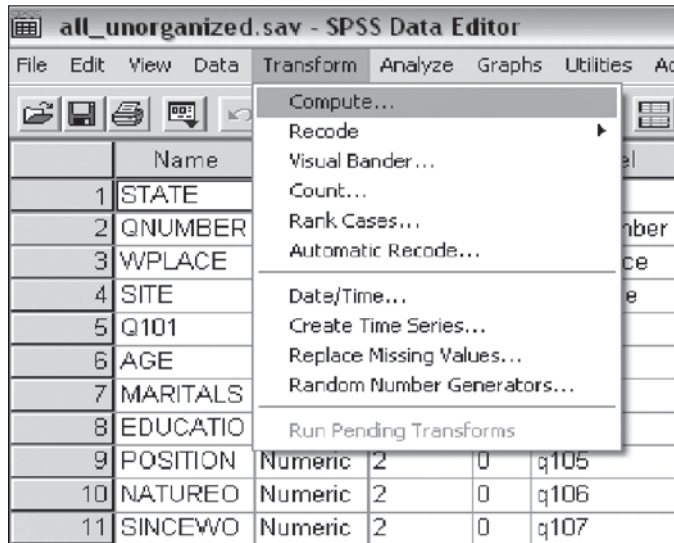 all_unorganized.sav - SPSS Data Editor
File Edit View Data Transform Analyze Graphs Utilities
Compute...
Recode
Visual Bander...
Count...
Rank Cases...
Automatic Recode...
Date/Time...
Create Time Series...
Replace Missing Values...
Random Number Generators...
Run Pending Transforms
Name
1 STATE
2 QNUMBER
3 WPLACE
4 SITE
5 Q101
6 AGE
7 MARITALS
8 EDUCATIO
9 POSITION Numeric 2 0 q105
10 NATUREO Numeric 2 0 q106
11 SINCEWO Numeric 2 0 q107